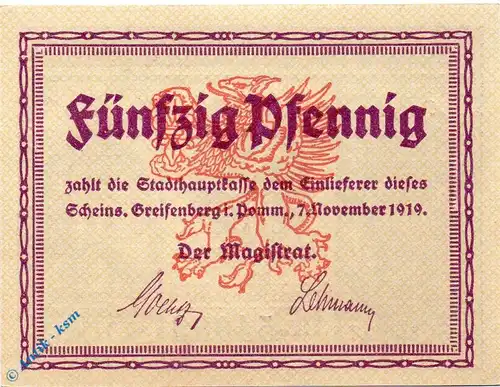 Fünfzig Pfennig
zahlt die Stadthauptkasse dem Einlieferer dieses
Scheins. Greifenberg i. Pomm., 7. November 1919.
Der Magistrat.
Lehmann